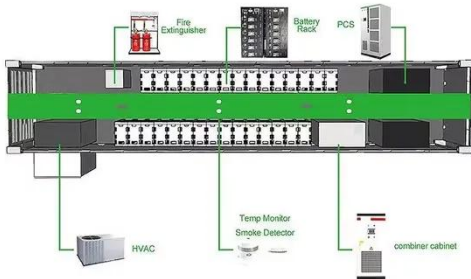 Fire
Extinguisher
Battery
Rack
PCS
HVAC
Temp Monitor
Smoke Detector
combiner cabinet